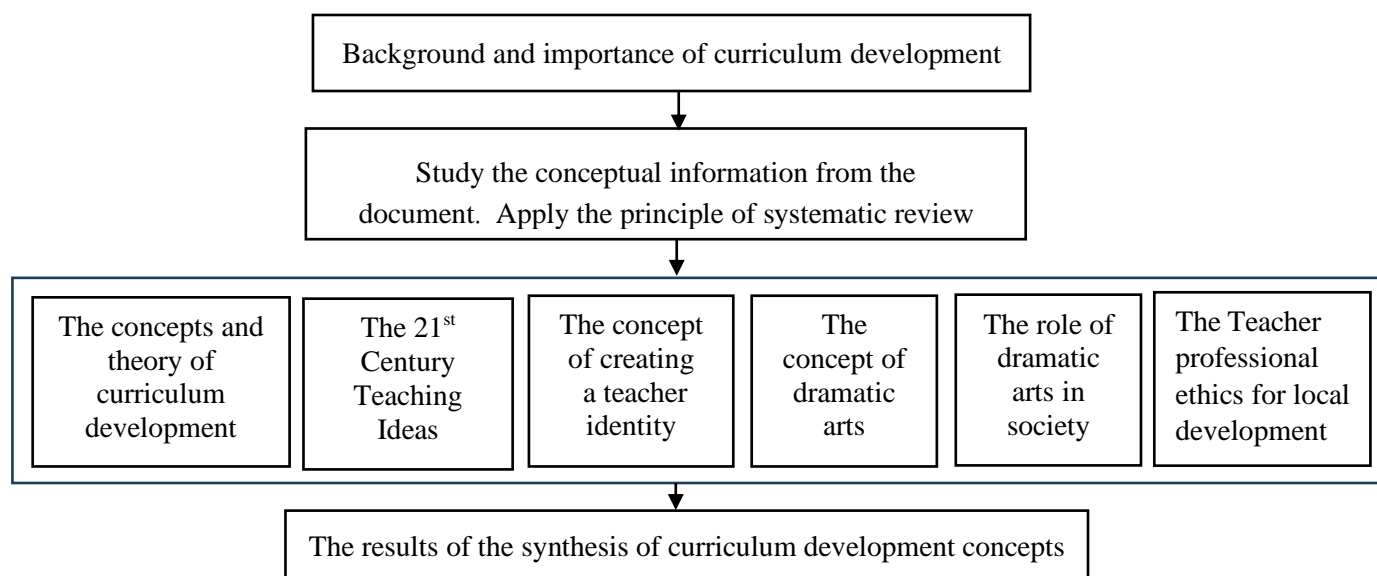 Background and importance of curriculum development
Study the conceptual information from the
document. Apply the principle of systematic review
The concepts and
theory of
curriculum
development
The 21st
Century
Teaching
Ideas
The concept
of creating
a teacher
identity
The
concept of
dramatic
arts
The role of
dramatic
arts in
society
The Teacher
professional
ethics for local
development
The results of the synthesis of curriculum development concepts